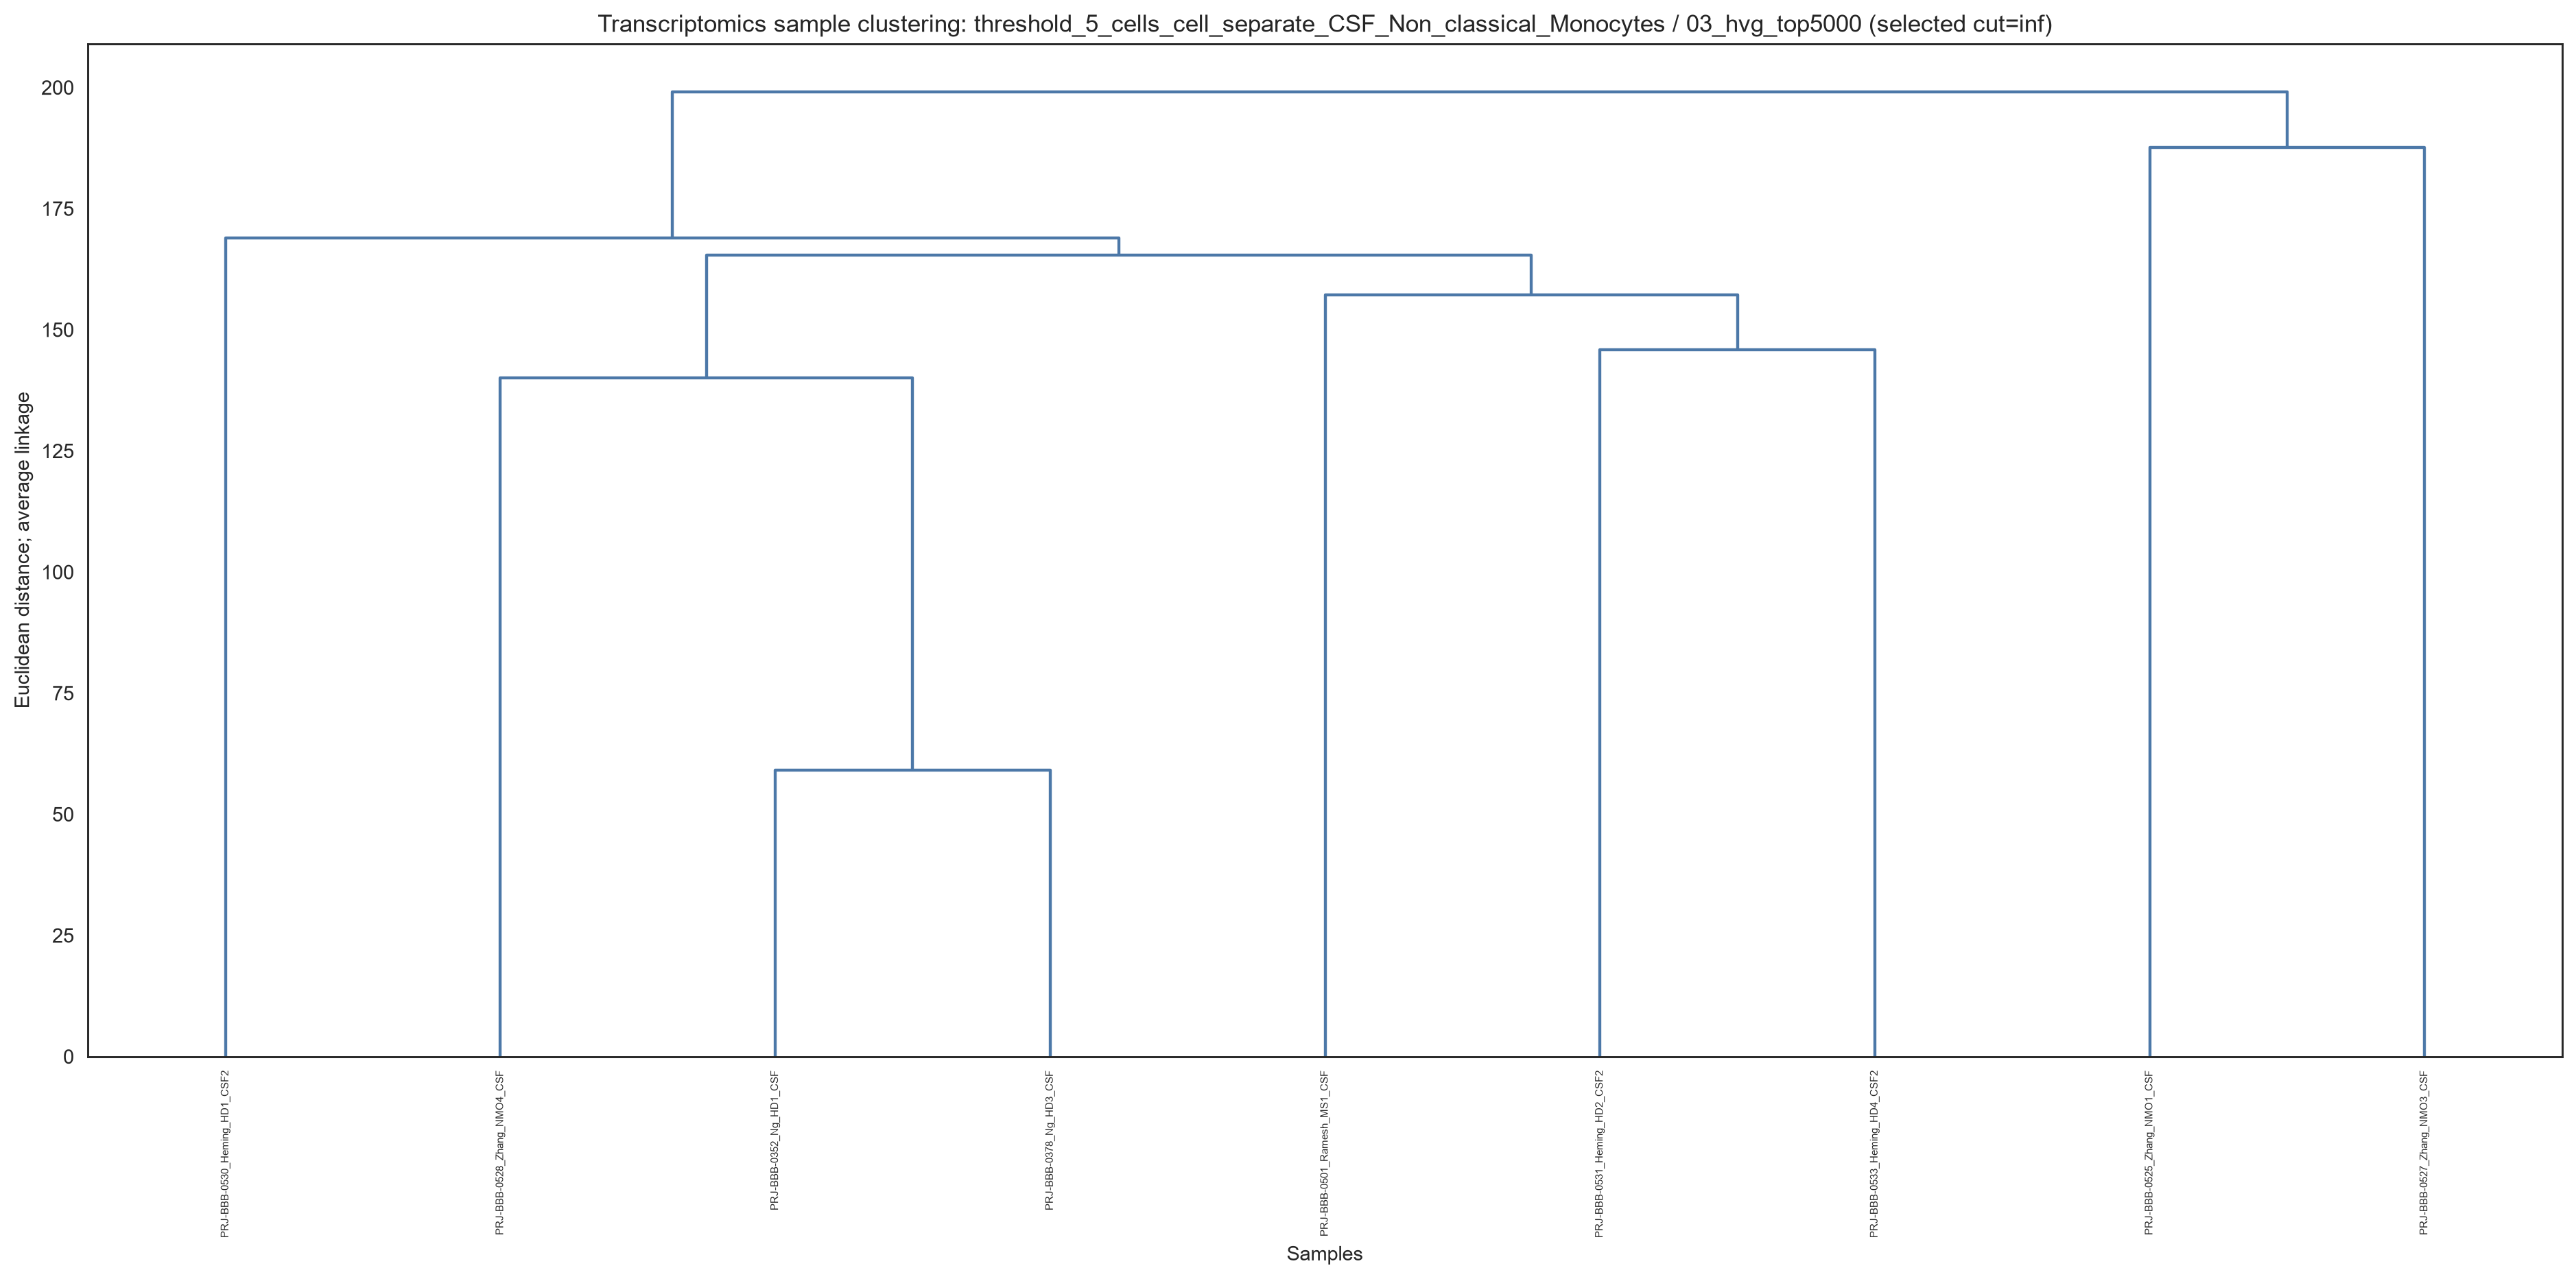 Transcriptomics sample clustering: threshold_5_cells_cell_separate_CSF_Non_classical_Monocytes / 03_hvg_top5000 (selected cut=inf)
Euclidean distance; average linkage
200
175
150
125
100
75
50
25
0
PRJ-BBB-0530_Heming_HD1_CSF2
PRJ-BBB-0528_Zhang_NMO4_CSF
PRJ-BBB-0352_Ng_HD1_CSF
PRJ-BBB-0378_Ng_HD3_CSF
PRJ-BBB-0501_Ramesh_MS1_CSF
PRJ-BBB-0531_Heming_HD2_CSF2
PRJ-BBB-0533_Heming_HD4_CSF2
PRJ-BBB-0525_Zhang_NMO1_CSF
PRJ-BBB-0527_Zhang_NMO3_CSF
Samples